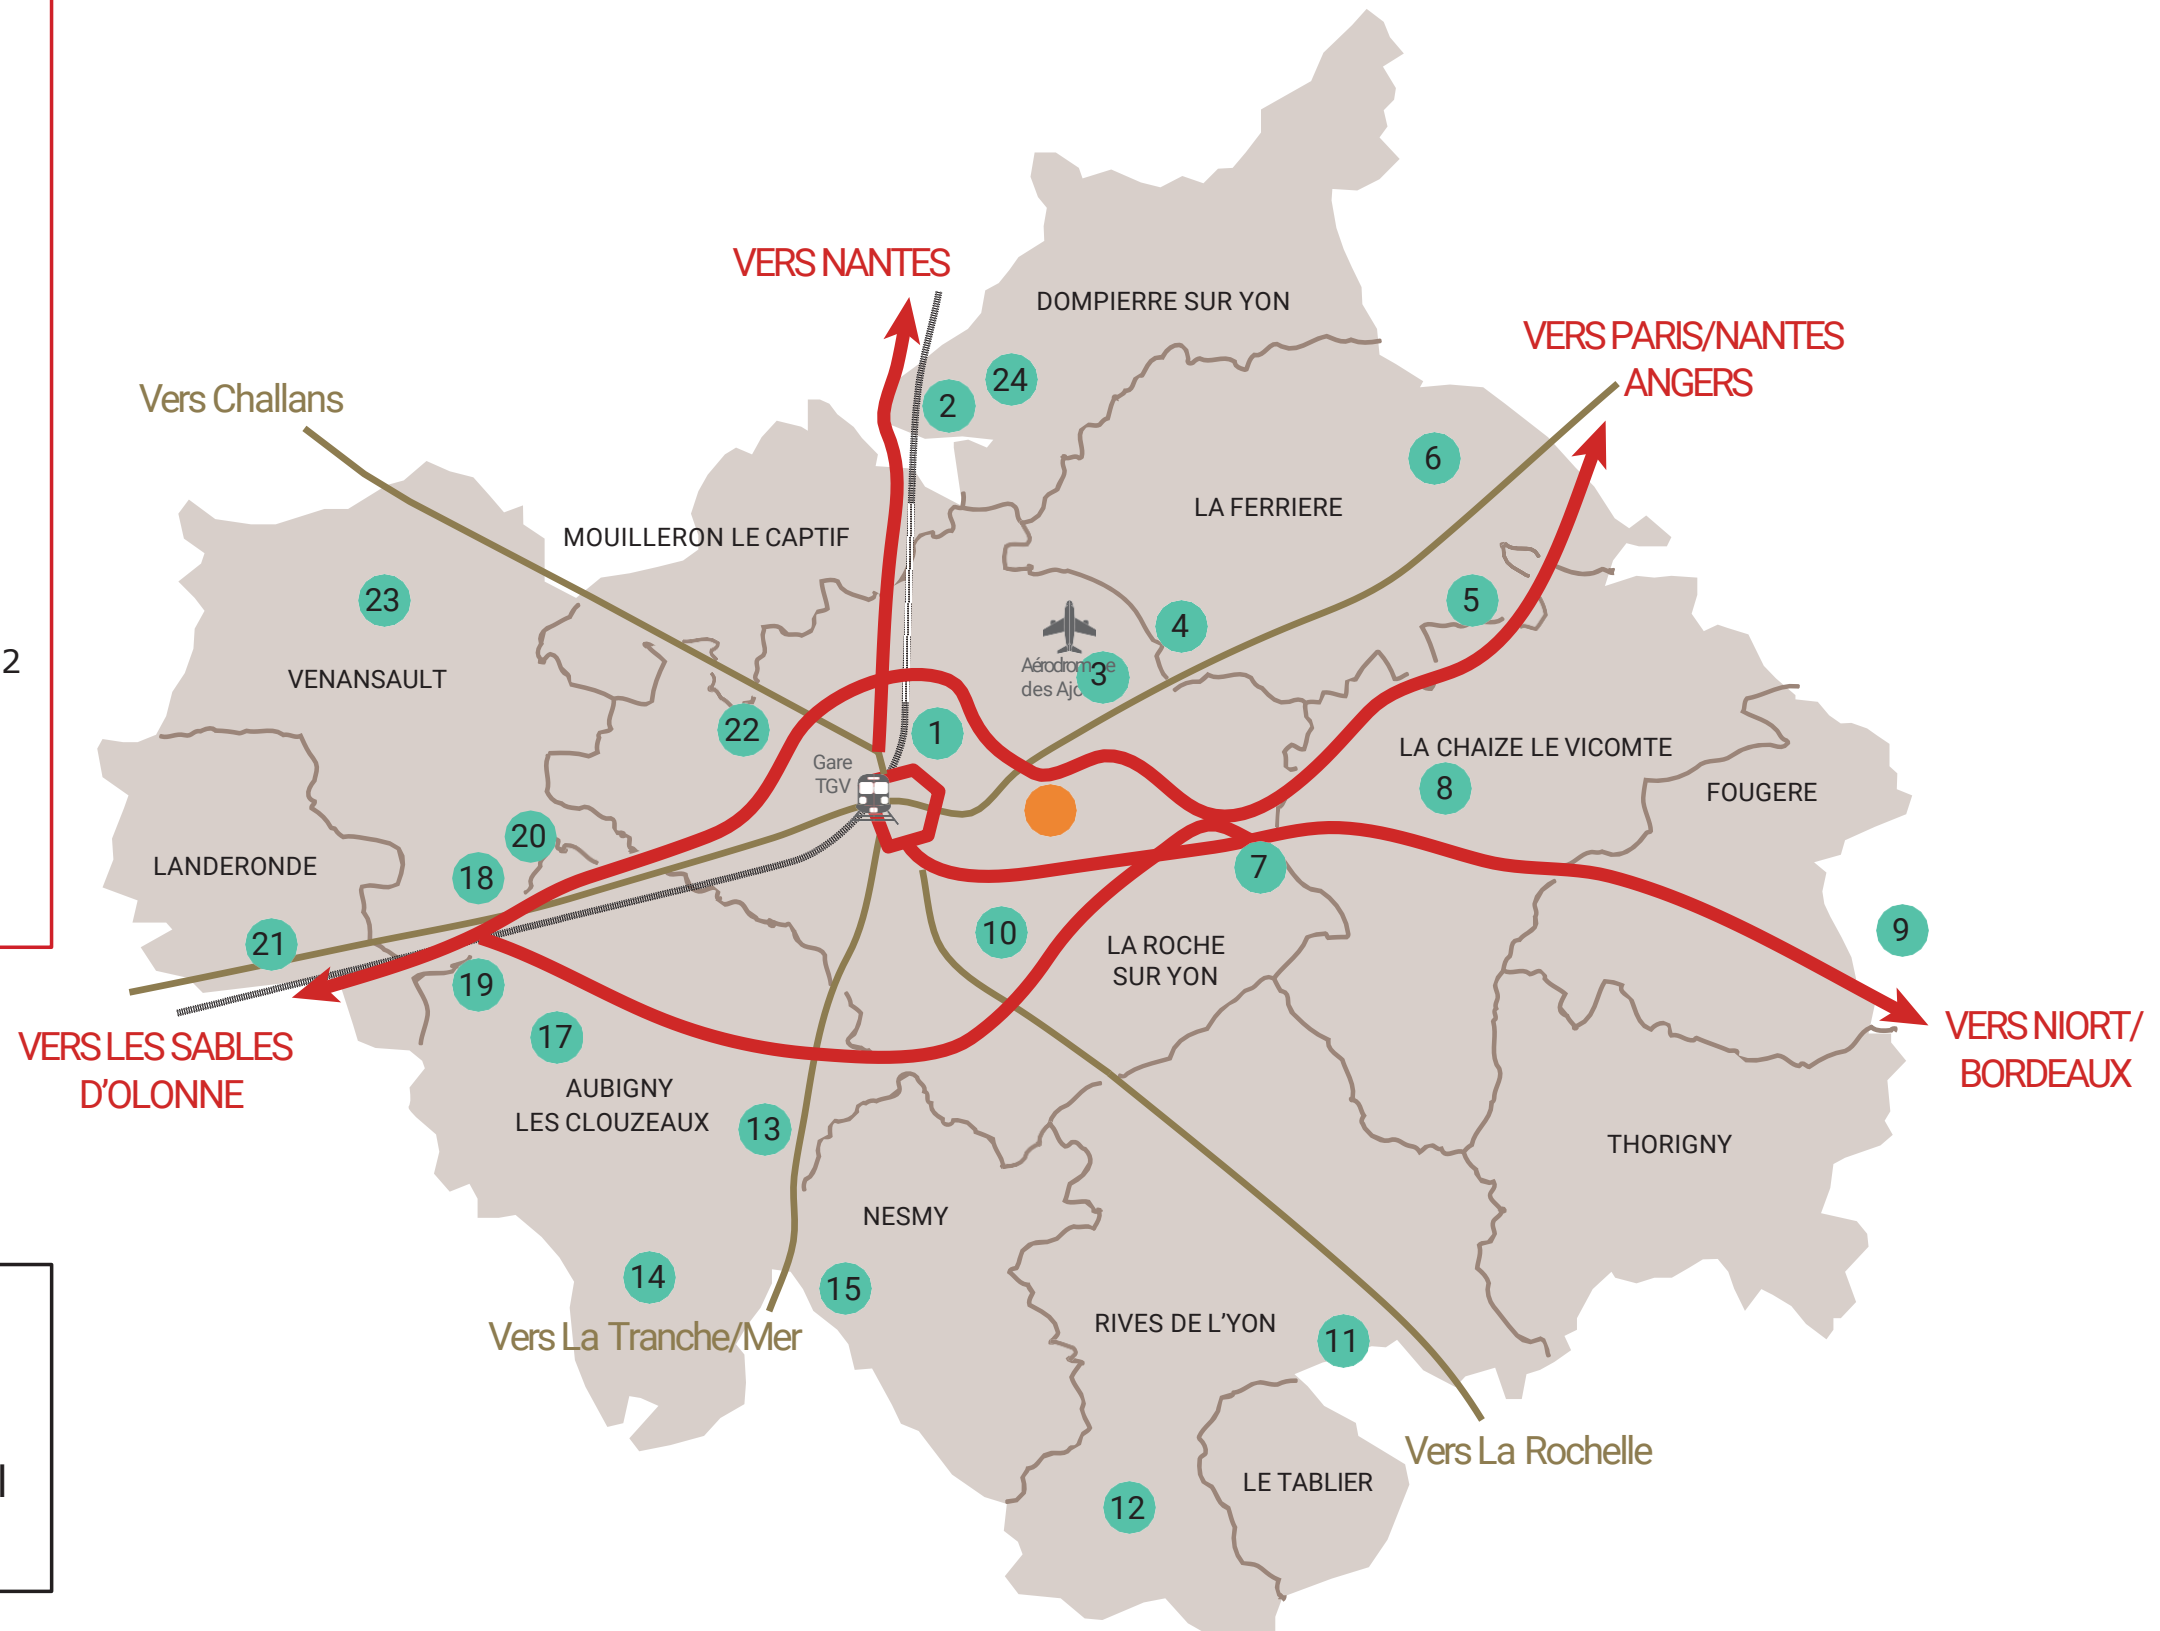 VERS NANTES
DOMPIERRE SUR YON
VERS PARIS/NANTES
ANGERS
24
2
Vers Challans
6
LA FERRIERE
MOUILLERON LE CAPTIF
23
5
4
2
Aérodrome
des Ajo
3
VENANSAULT
22
1
LA CHAIZE LE VICOMTE
Gare
TGV
8
FOUGERE
20
LANDERONDE
18
7
21
10
9
LA ROCHE
SUR YON
19
17
VERS LES SABLES
D'OLONNE
VERS NIORT/
BORDEAUX
AUBIGNY
LES CLOUZEAUX
13
THORIGNY
NESMY
14
15
Vers La Tranche/Mer
RIVES DE L'YON
11
Vers La Rochelle
LE TABLIER
12